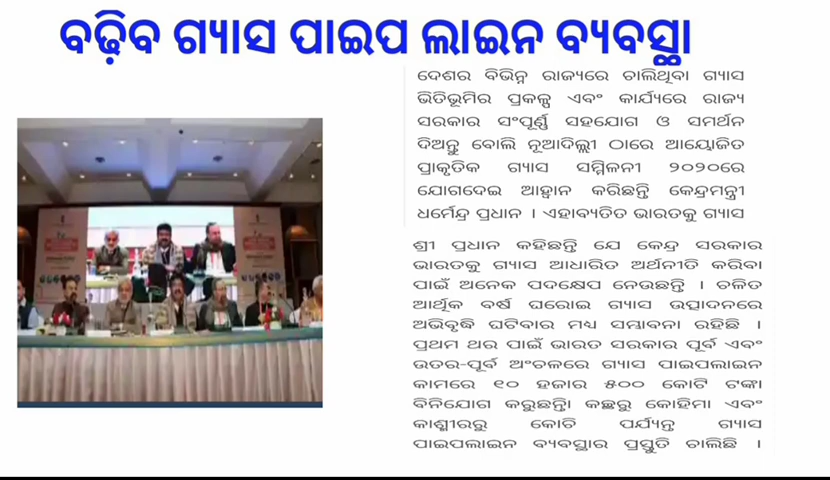 ବଢ଼ିବ ଗ୍ୟାସ ପାଇପ ଲାଇନ ବ୍ୟବସ୍ଥା
ଦେଶର ବିଭିନ୍ନ ରାଜ୍ୟରେ ଚାଲିଥିବା ଗ୍ୟାସ
ଭିତିଭୂମିର ପ୍ରକଳ୍ପ ଏବଂ କାର୍ଯ୍ୟରେ ରାଜ୍ୟ
ସରକାର ସଂପୂର୍ଣ୍ଣ ସହଯୋଗ ଓ ସମର୍ଥନ
ଦିଅନ୍ତୁ ବୋଲି ନୂଆଦିଲ୍ଲୀ ଠାରେ ଆୟୋଜିତ
ପ୍ରାକୃତିକ ଗ୍ୟାସ ସମ୍ମିଳନୀ ୨୦୨୦ରେ
ଯୋଗଦେଇ ଆହ୍ୱାନ କରିଛନ୍ତି କେନ୍ଦ୍ରମନ୍ତ୍ରୀ
ଧର୍ମେନ୍ଦ୍ର ପ୍ରଧାନ । ଏହାବ୍ୟତିତ ଭାରତକୁ ଗ୍ୟାସ
ଶ୍ରୀ ପ୍ରଧାନ କହିଛନ୍ତି ଯେ କେନ୍ଦ୍ର ସରକାର
ଭାରତକୁ ଗ୍ୟାସ ଆଧାରିତ ଅର୍ଥନୀତି କରିବା
ପାଇଁ ଅନେକ ପଦକ୍ଷେପ ନେଉଛନ୍ତି । ଚଳିତ
ଆର୍ଥିକ ବର୍ଷ ଘରୋଇ ଗ୍ୟାସ ଉତ୍ପାଦନରେ
ଅଭିବୃଦ୍ଧି ଘଟିବାର ମଧ୍ୟ ସମ୍ଭାବନା ରହିଛି ।
ପ୍ରଥମ ଥର ପାଇଁ ଭାରତ ସରକାର ପୂର୍ବ ଏବଂ
ଉତର-ପୂର୍ବ ଅଂଚଳରେ ଗ୍ୟାସ ପାଇପଲାଇନ
କାମରେ ୧୦ ହଜାର ୫୦୦ କୋଟି ଟଙ୍କା
ବିନିଯୋଗ କରୁଛନ୍ତି। କଚ୍ଛରୁ କୋହିମା ଏବଂ
କାଶ୍ମୀରରୁ କୋଚି ପର୍ଯ୍ୟନ୍ତ ଗ୍ୟାସ
ପାଇପଲାଇନ ବ୍ୟବସ୍ଥାର ପ୍ରସ୍ତୁତି ଚାଲିଛି ।